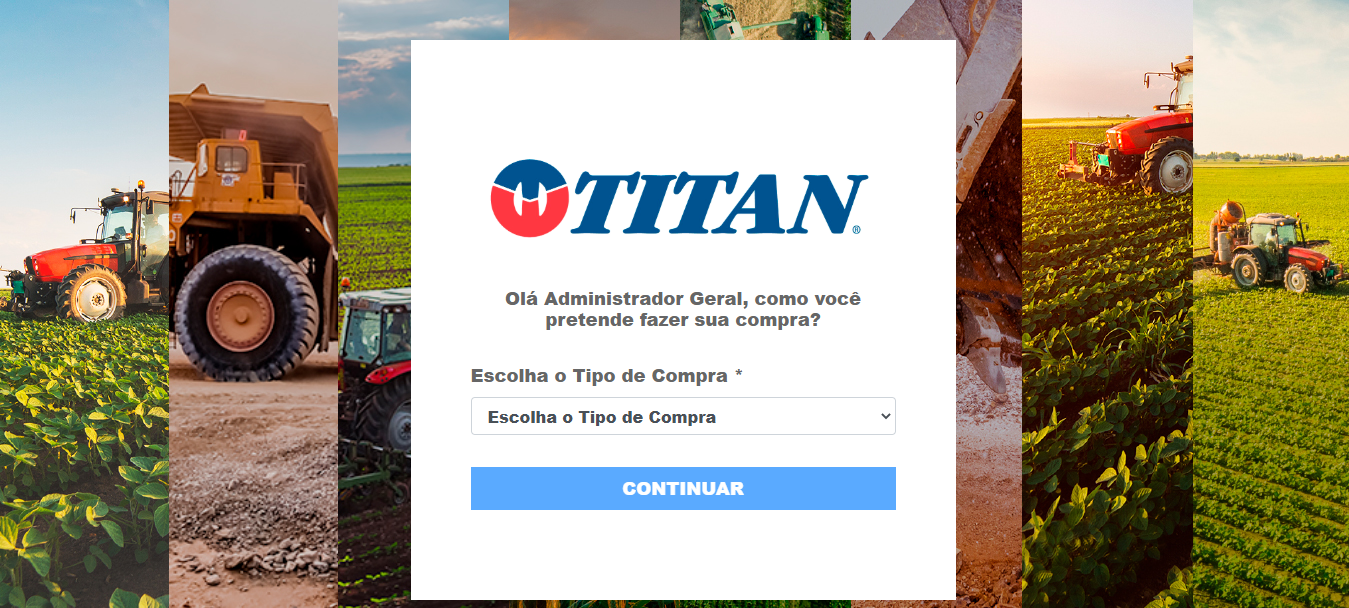 TITAN®
Olá Administrador Geral, como você
pretende fazer sua compra?
Escolha o Tipo de Compra *
Escolha o Tipo de Compra
CONTINUAR